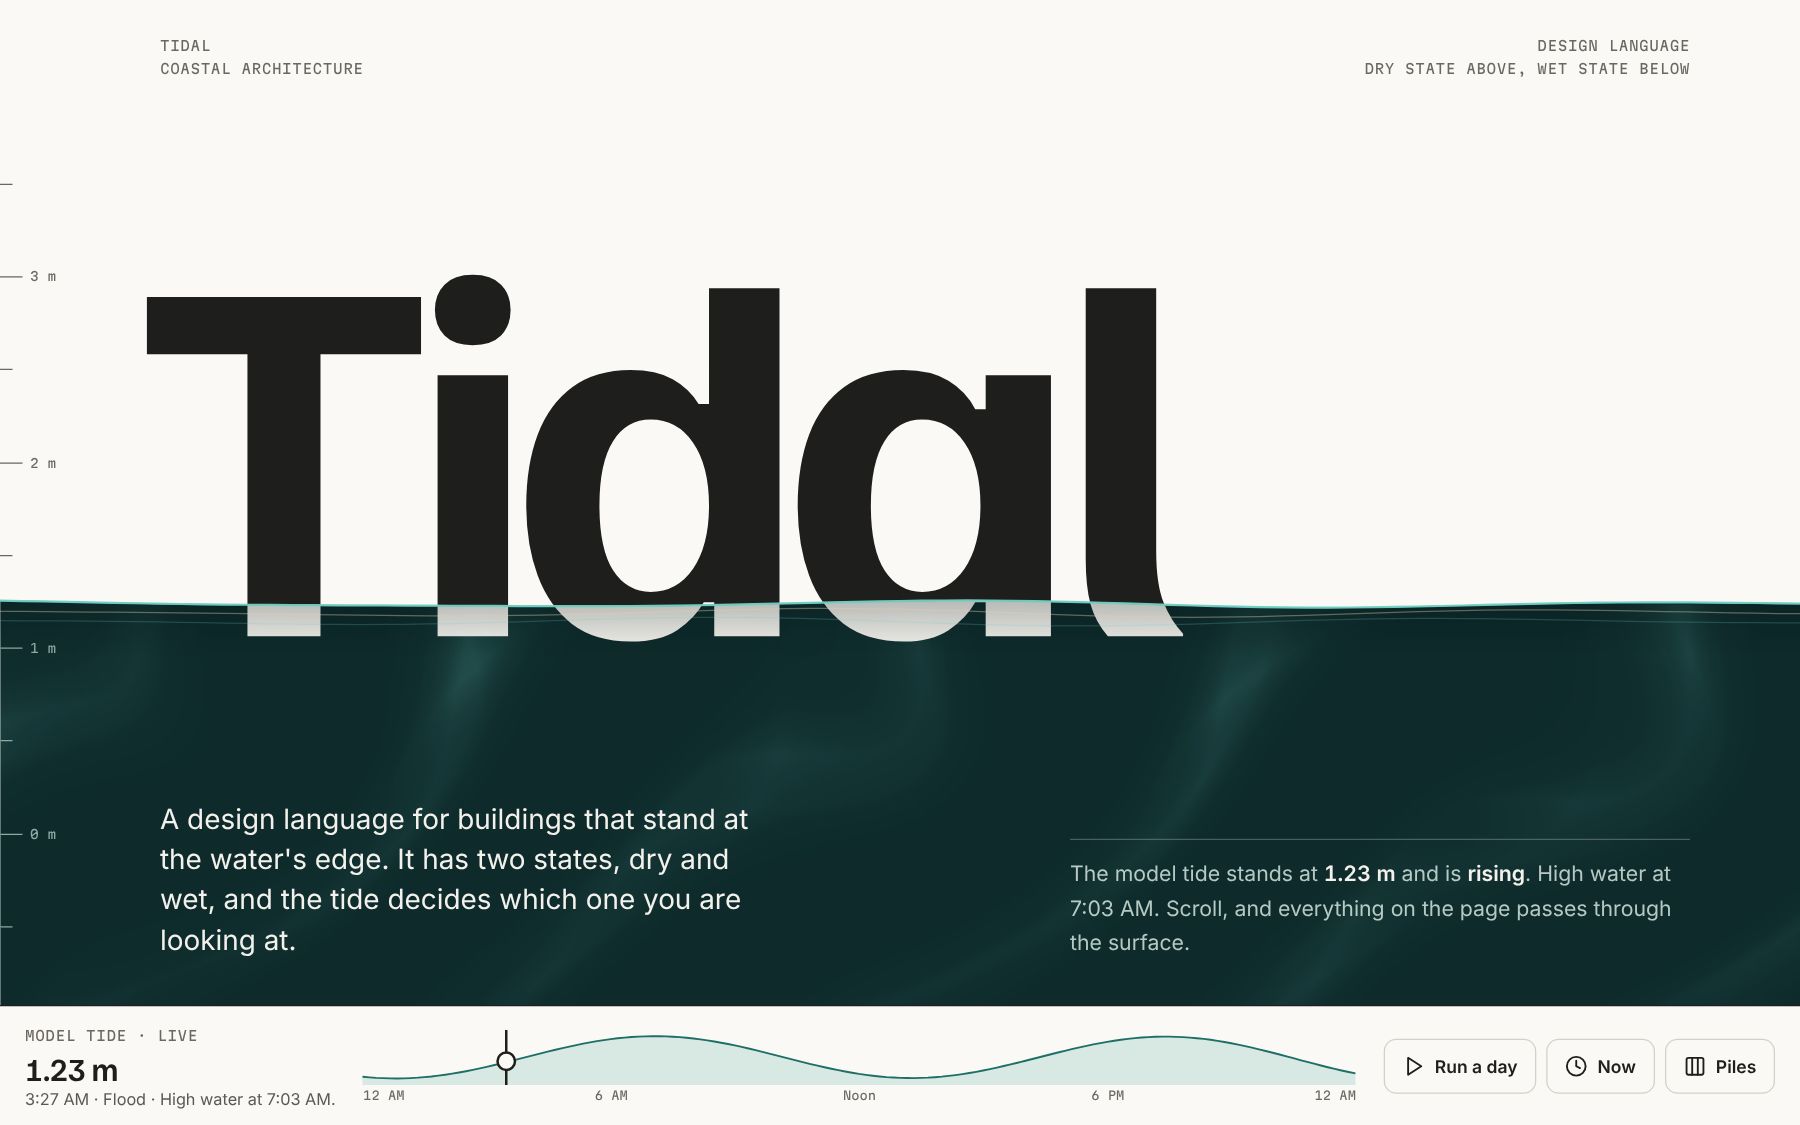 TIDAL
COASTAL ARCHITECTURE
DESIGN LANGUAGE
DRY STATE ABOVE, WET STATE BELOW
3 m
2 m
1 m
0 m
Tidal
A design language for buildings that stand at
the water's edge. It has two states, dry and
wet, and the tide decides which one you are
looking at.
The model tide stands at 1.23 m and is rising. High water at
7:03 AM. Scroll, and everything on the page passes through
the surface.
MODEL TIDE · LIVE
1.23 m
3:27 AM · Flood · High water at 7:03 AM.
12 AM
6 AM
Noon
6 PM
12 AM
Run a day
Now
Piles